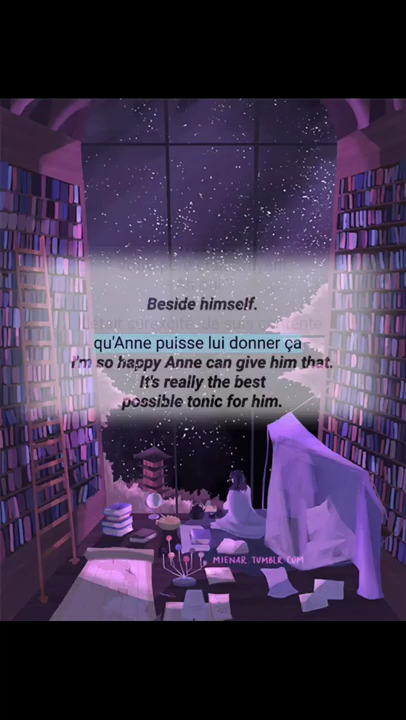 Beside himself.
qu'Anne puisse lui donner ça
I'm so happy Anne can give him that.
It's really the best
possible tonic for him.
MIENAR.TUMBLR.COM